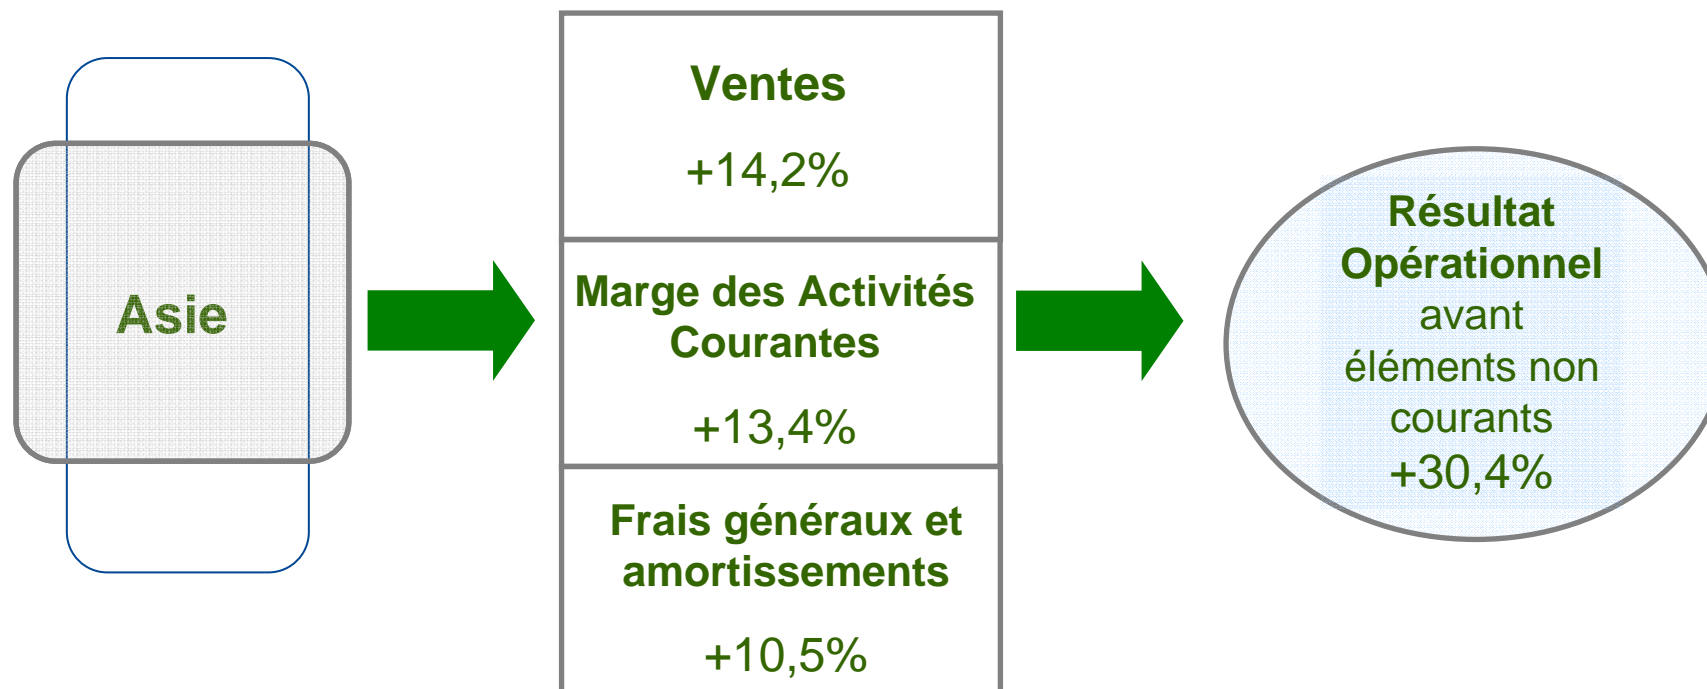 Asie
Ventes
+14,2%
Marge des Activités
Courantes
+13,4%
Frais généraux et
amortissements
+10,5%
Résultat
Opérationnel
avant
éléments non
courants
+30,4%